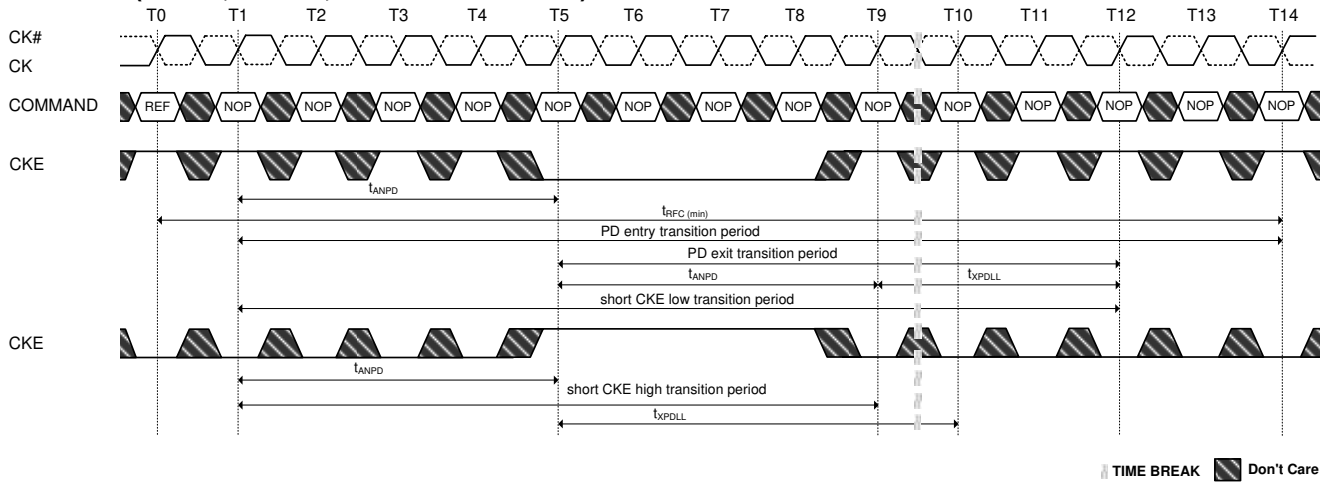 T0 T1 T2 T3 T4 T5 T6 T7 T8 T9 T10 T11 T12 T13 T14
CK#
CK
COMMAND REF NOP NOP NOP NOP NOP NOP NOP NOP NOP NOP NOP NOP NOP NOP
CKE
tANPD
tRFC (min)
PD entry transition period
PD exit transition period
tANPD tXPDLL
short CKE low transition period
CKE
tANPD
short CKE high transition period
tXPDLL
TIME BREAK Don't Care